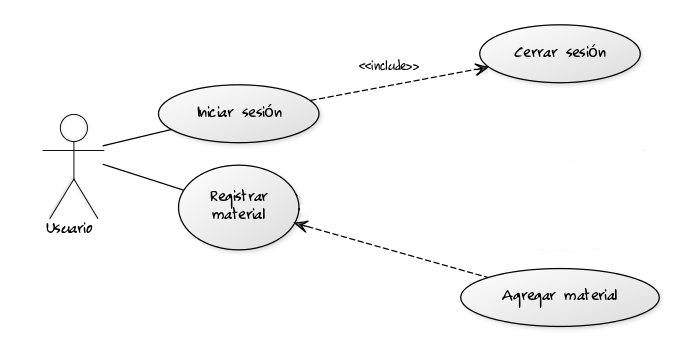 Cerrar sesión
<<include>>
Iniciar sesión
Registrar
material
Usuario
Agregar material